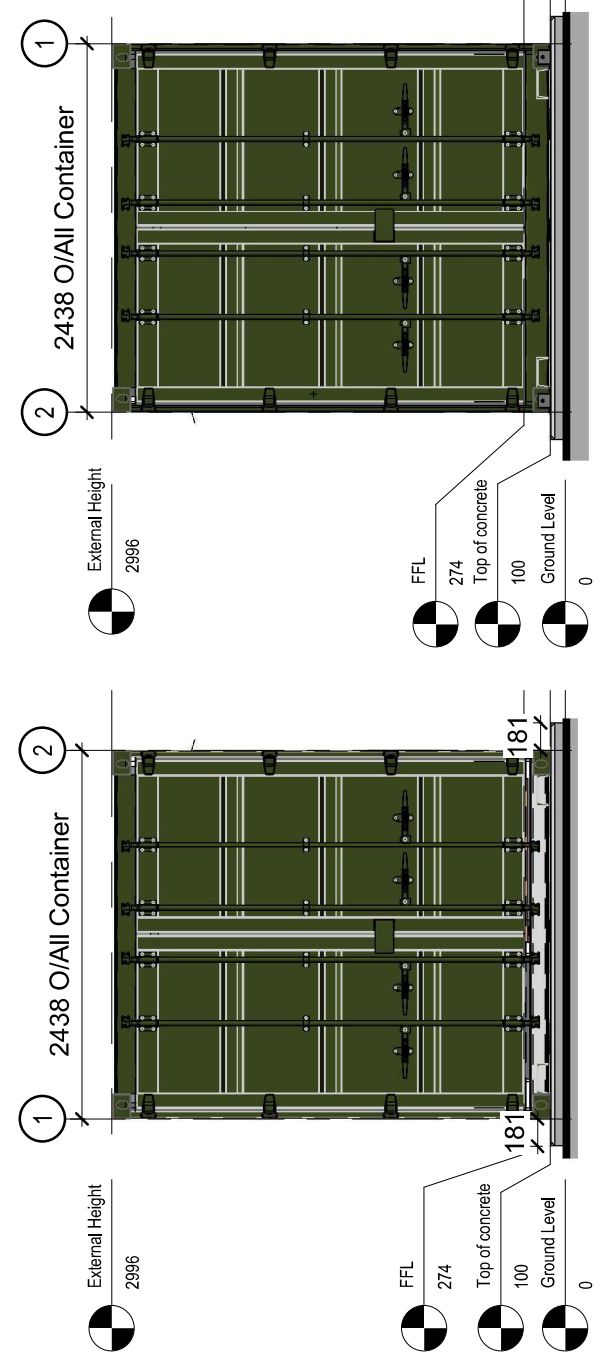 1
2438 O/All Container
2
External Height
2996
181
181
FFL
274
Top of concrete
100
Ground Level
0
2
2438 O/All Container
1
External Height
2996
FFL
274
Top of concrete
100
Ground Level
0